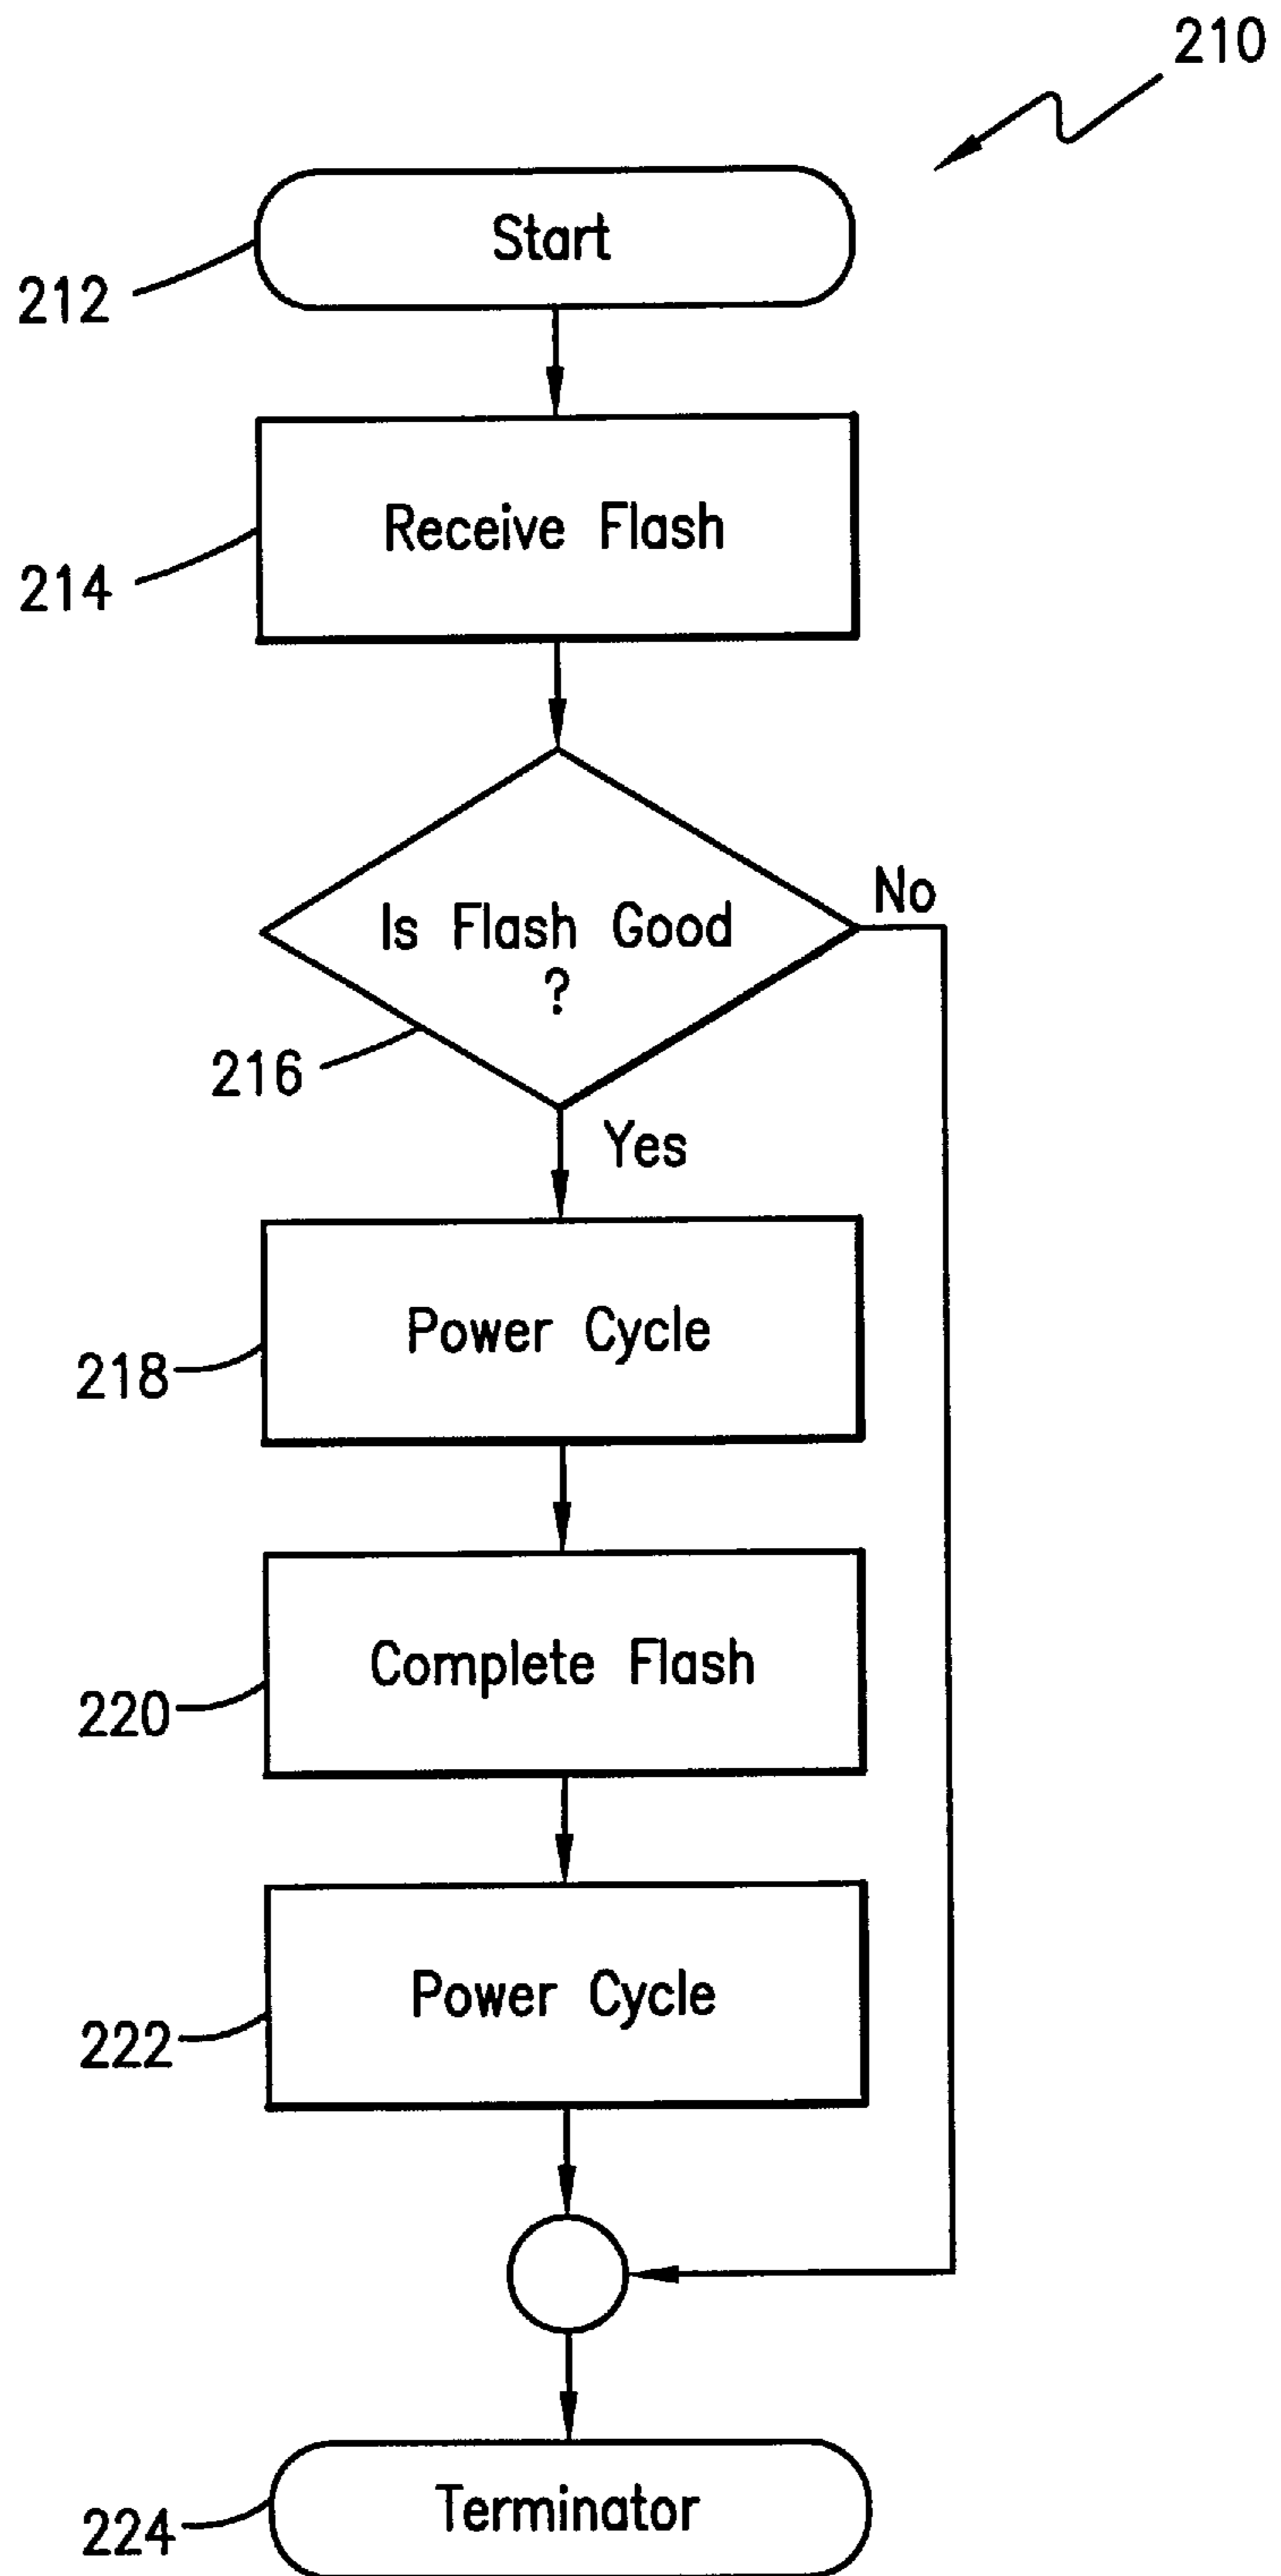 210
Start
212
Receive Flash
214
Is Flash Good
?
No
216
Yes
Power Cycle
218
Complete Flash
220
Power Cycle
222
Terminator
224